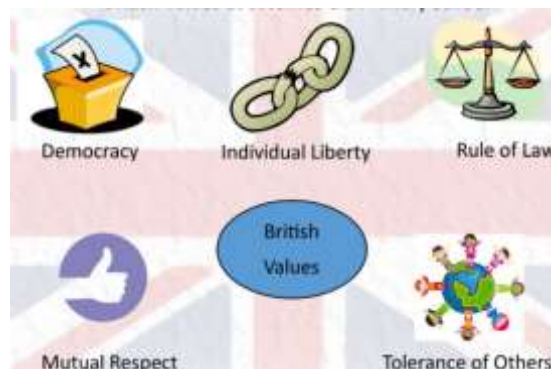 Democracy
Individual Liberty
Rule of Law
British
Values
Mutual Respect
Tolerance of Others